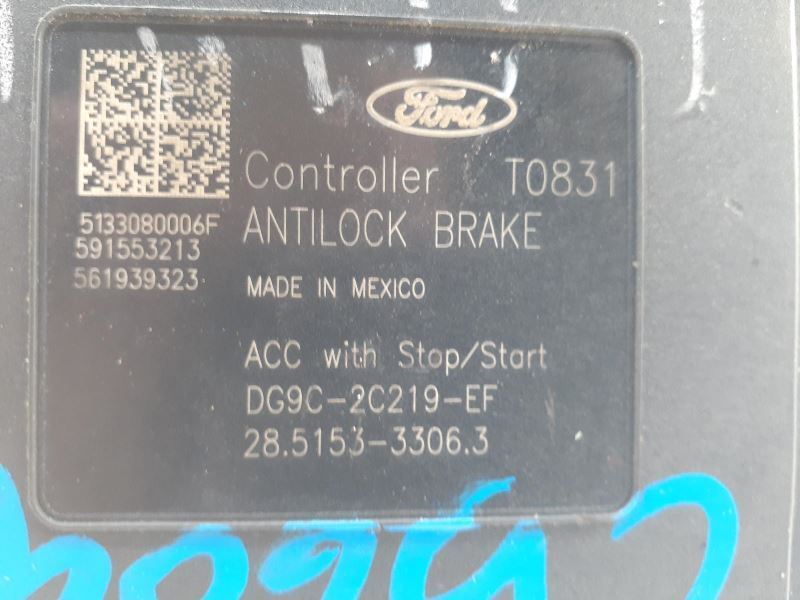 Ford
Controller T0831
ANTILOCK BRAKE
5133080006F
591553213
561939323
MADE IN MEXICO
ACC with Stop/Start
DG9C-2C219-EF
28.5153-3306.3